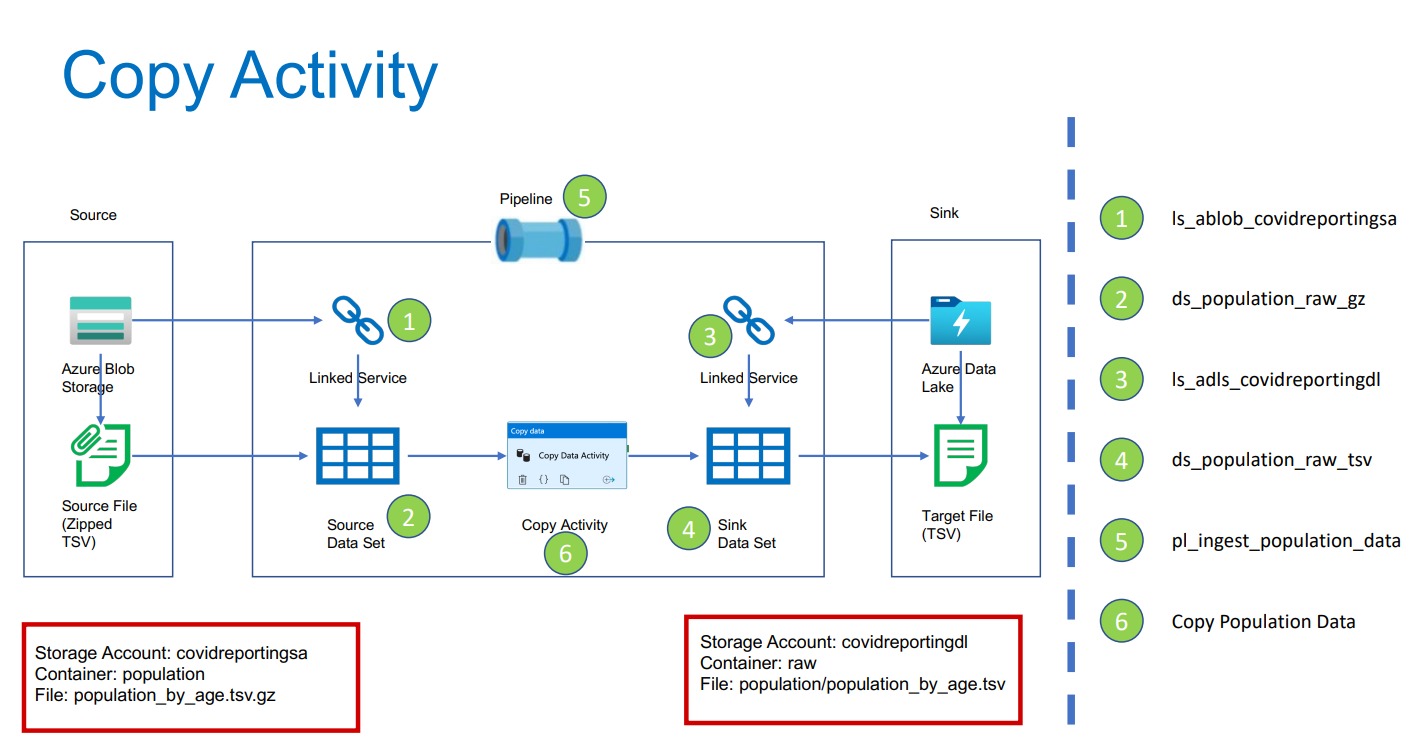 Copy Activity
Pipeline
5
Source
Sink
1
3
Azure Blob
Storage
Linked Service
Linked Service
Azure Data
Lake
Copy data
Copy Data Activity
{}
Source File
(Zipped
TSV)
Source
Data Set
2
Copy Activity
6
4
Sink
Data Set
Target File
(TSV)
Storage Account: covidreportingsa
Container: population
File: population_by_age.tsv.gz
Storage Account: covidreportingdl
Container: raw
File: population/population_by_age.tsv
1 ls_ablob_covidreportingsa
2 ds_population_raw_gz
3 ls_adls_covidreportingdl
4 ds_population_raw_tsv
5 pl_ingest_population_data
6 Copy Population Data